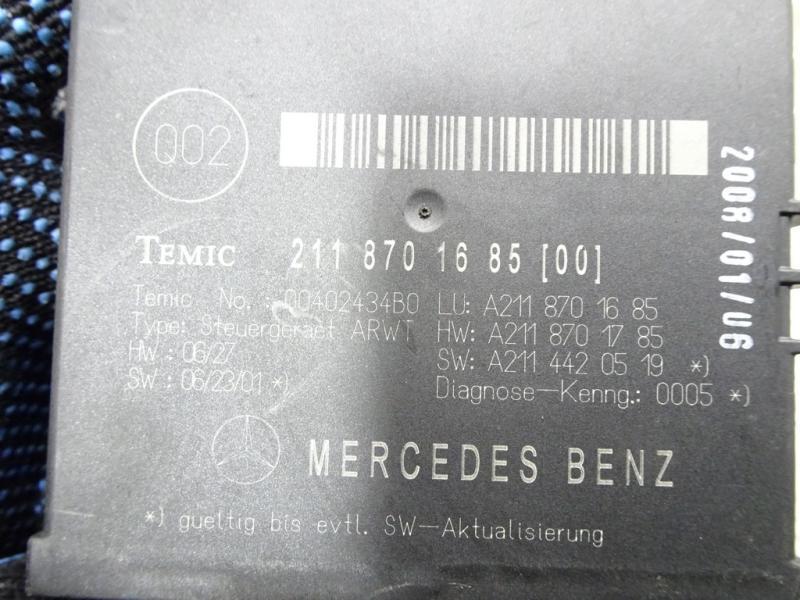 Q02
2008/01/06
TEMIC 211 870 16 85 [00]
Temic No.: 00402434B0 LU: A211 870 16 85
Type: Steuergeraet ARWT HW: A211 870 17 85
HW : 06/27 SW: A211 442 05 19 *)
SW : 06/23/01 *) Diagnose-Kenng.: 0005 *)
MERCEDES BENZ
*) gueltig bis evtl. SW-Aktualisierung